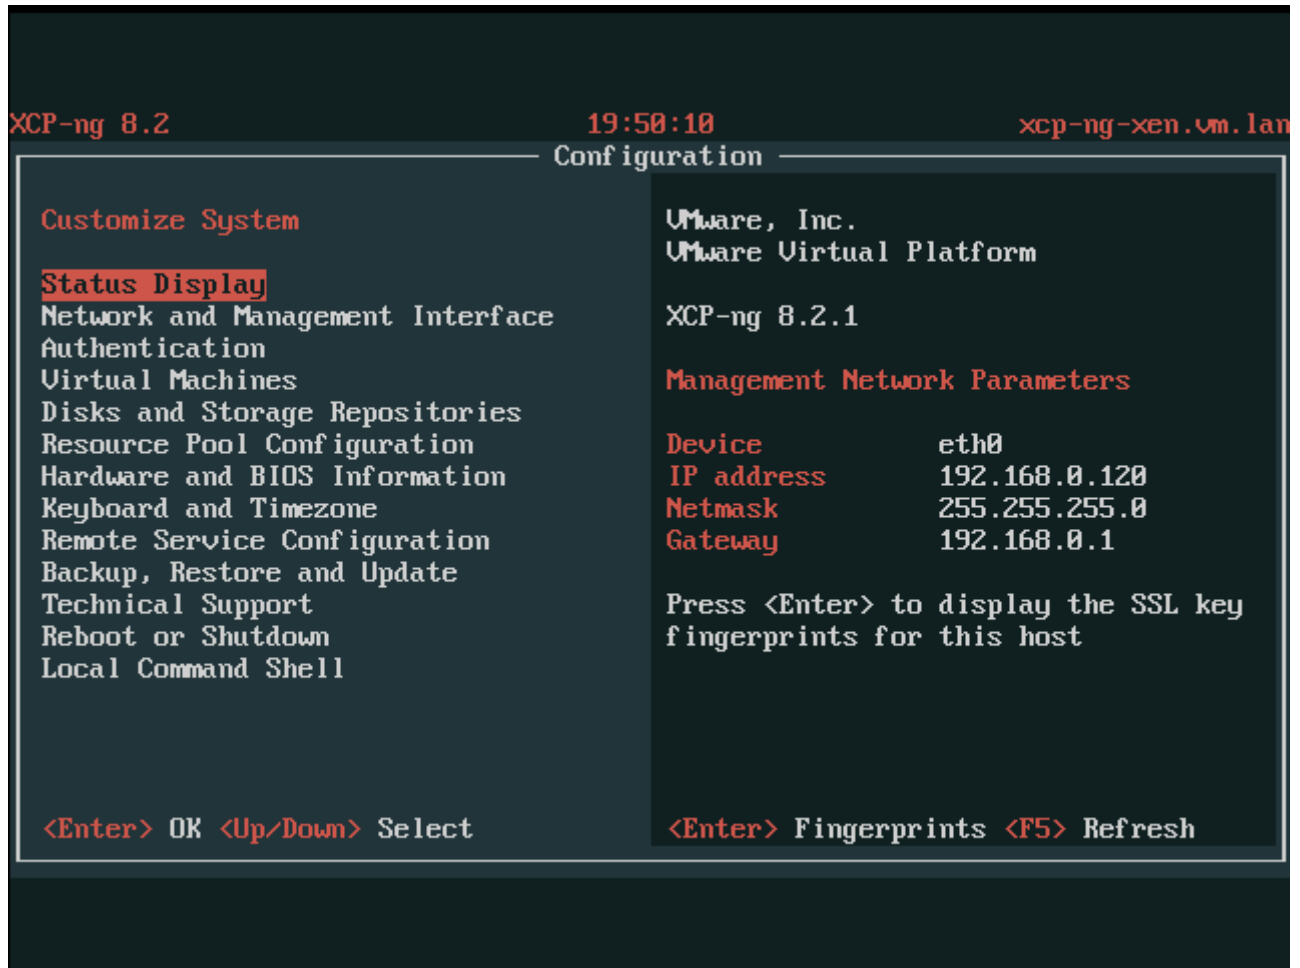 XCP-ng 8.2 19:50:10 xcp-ng-xen.vm.lan
Configuration
Customize System
Status Display
Network and Management Interface
Authentication
Virtual Machines
Disks and Storage Repositories
Resource Pool Configuration
Hardware and BIOS Information
Keyboard and Timezone
Remote Service Configuration
Backup, Restore and Update
Technical Support
Reboot or Shutdown
Local Command Shell
<Enter> OK <Up/Down> Select
VMware, Inc.
VMware Virtual Platform
XCP-ng 8.2.1
Management Network Parameters
Device eth0
IP address 192.168.0.120
Netmask 255.255.255.0
Gateway 192.168.0.1
Press <Enter> to display the SSL key
fingerprints for this host
<Enter> Fingerprints <F5> Refresh